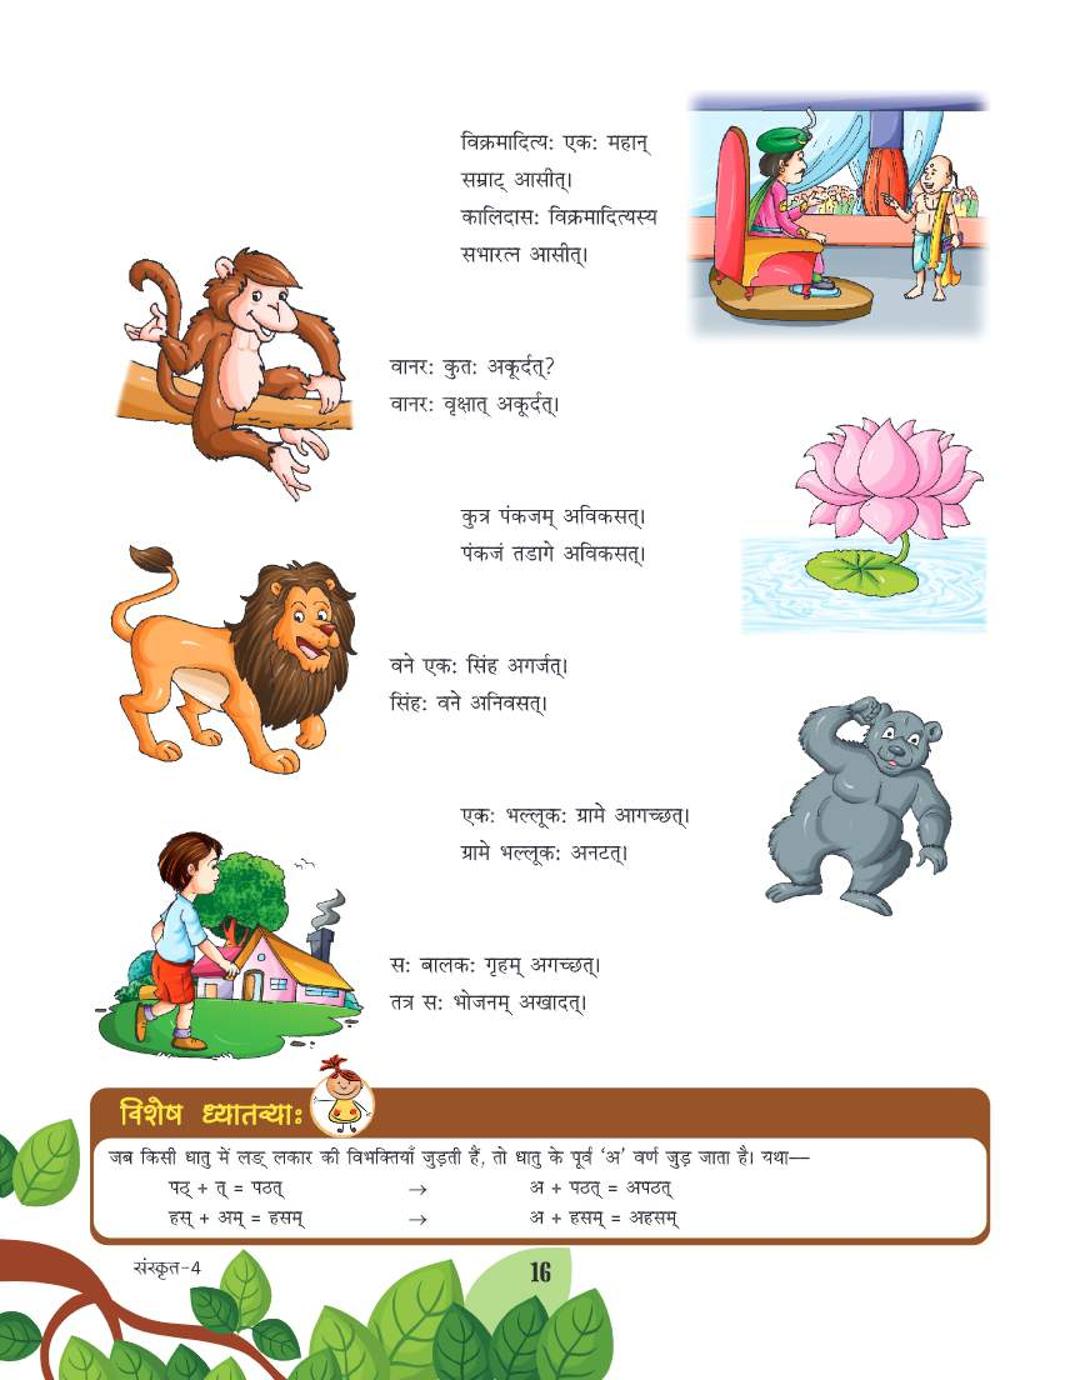 विक्रमादित्यः एकः महान्
सम्राट् आसीत्।
कालिदासः विक्रमादित्यस्य
सभारत्न आसीत्।
वानरः कुतः अकूर्दत्?
वानरः वृक्षात् अकूर्दत्।
कुत्र पंकजम् अविकसत्।
पंकजं तडागे अविकसत्।
वने एकः सिंह अगर्जत्।
सिंहः वने अनिवसत्।
एकः भल्लूकः ग्रामे आगच्छत्।
ग्रामे भल्लूकः अनटत्।
सः बालकः गृहम् अगच्छत्।
तत्र सः भोजनम् अखादत्।
विशेष ध्यातव्याः
जब किसी धातु में लङ् लकार की विभक्तियाँ जुड़ती हैं, तो धातु के पूर्व ‘अ’ वर्ण जुड़ जाता है। यथा—
पठ् + त् = पठत् → अ + पठत् = अपठत्
हस् + अम् = हसम् → अ + हसम् = अहसम्
संस्कृत-4
16